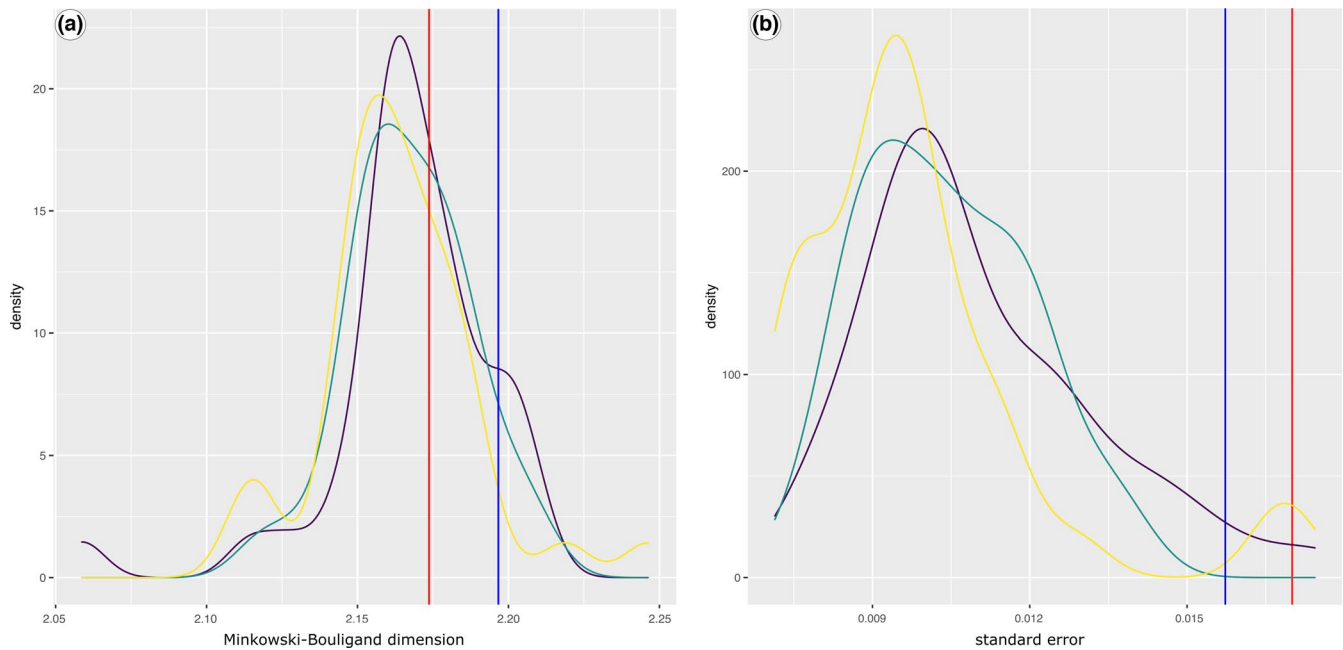 (a)
density
20
15
10
5
0
2.05
2.10
2.15
2.20
2.25
Minkowski-Bouligand dimension
(b)
density
200
100
0
0.009
0.012
0.015
standard error